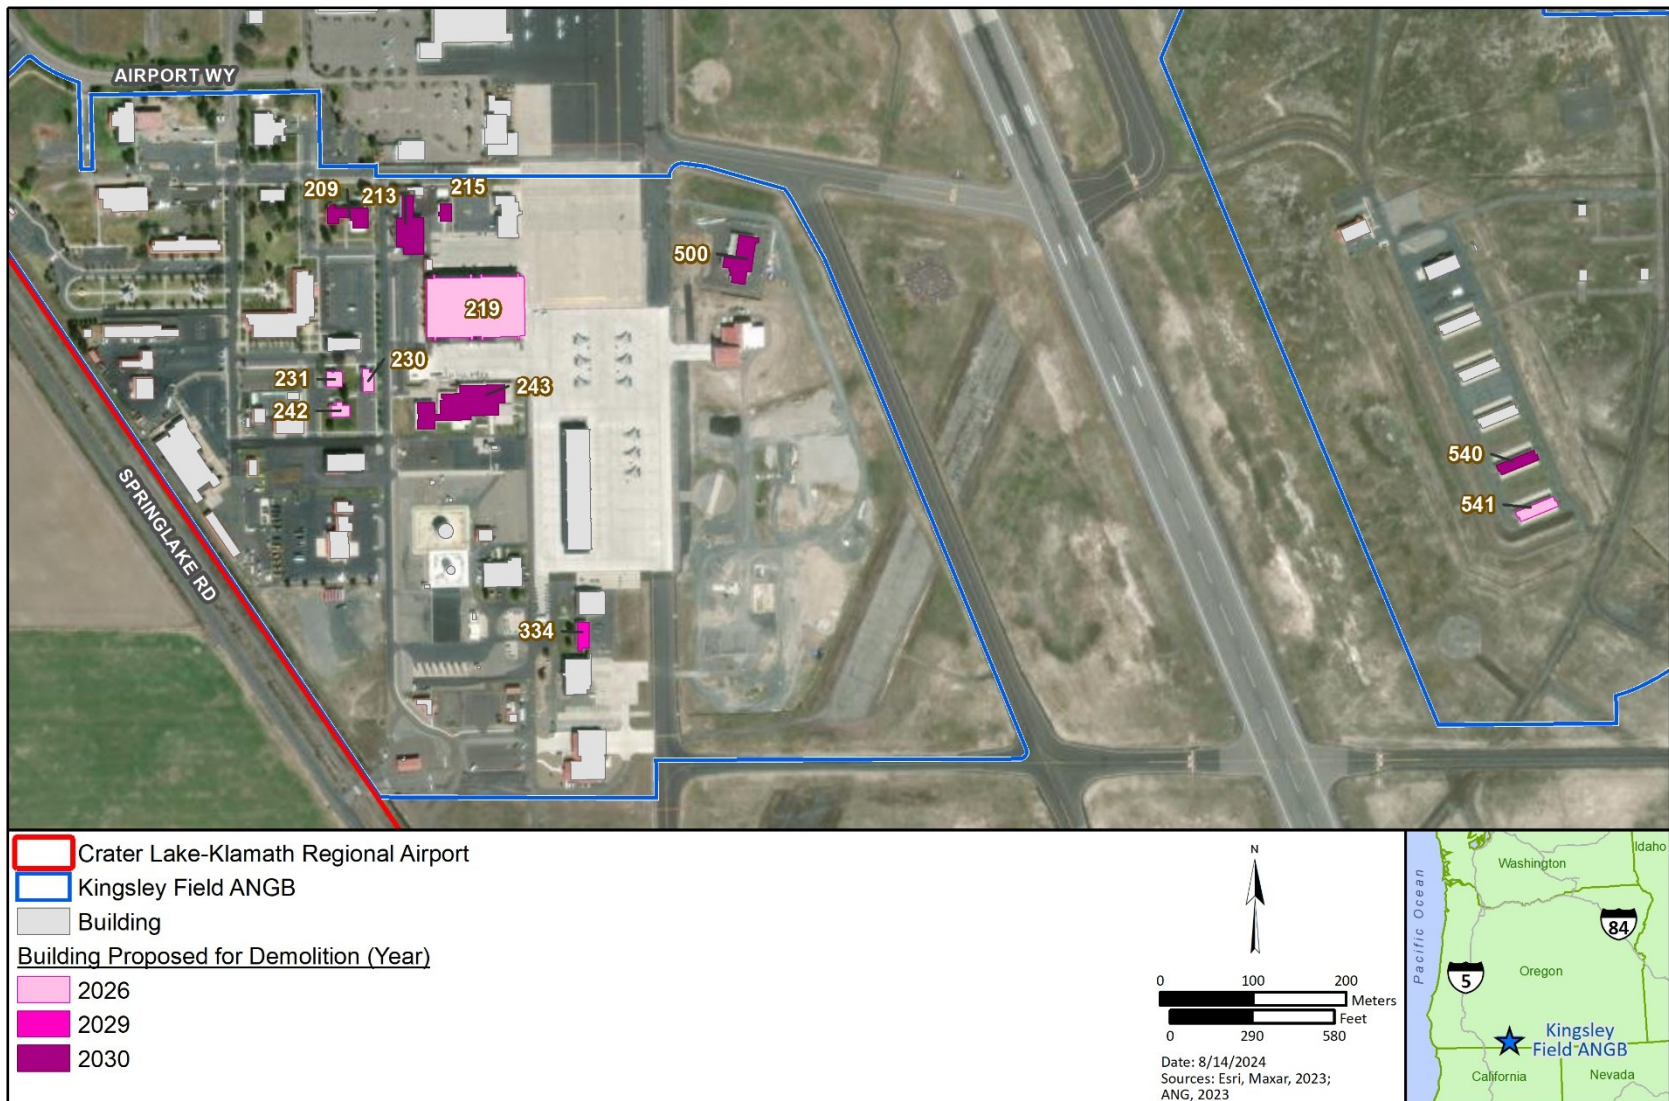 AIRPORT WY
209
213
215
500
219
230
231
243
242
540
541
SPRINGLAKE RD
334
Crater Lake-Klamath Regional Airport
Kingsley Field ANGB
Building
Building Proposed for Demolition (Year)
2026
2029
2030
N
0 100 200
Meters
Feet
0 290 580
Date: 8/14/2024
Sources: Esri, Maxar, 2023;
ANG, 2023
Pacific Ocean
Washington
Idaho
84
5
Oregon
Kingsley
Field ANGB
California
Nevada